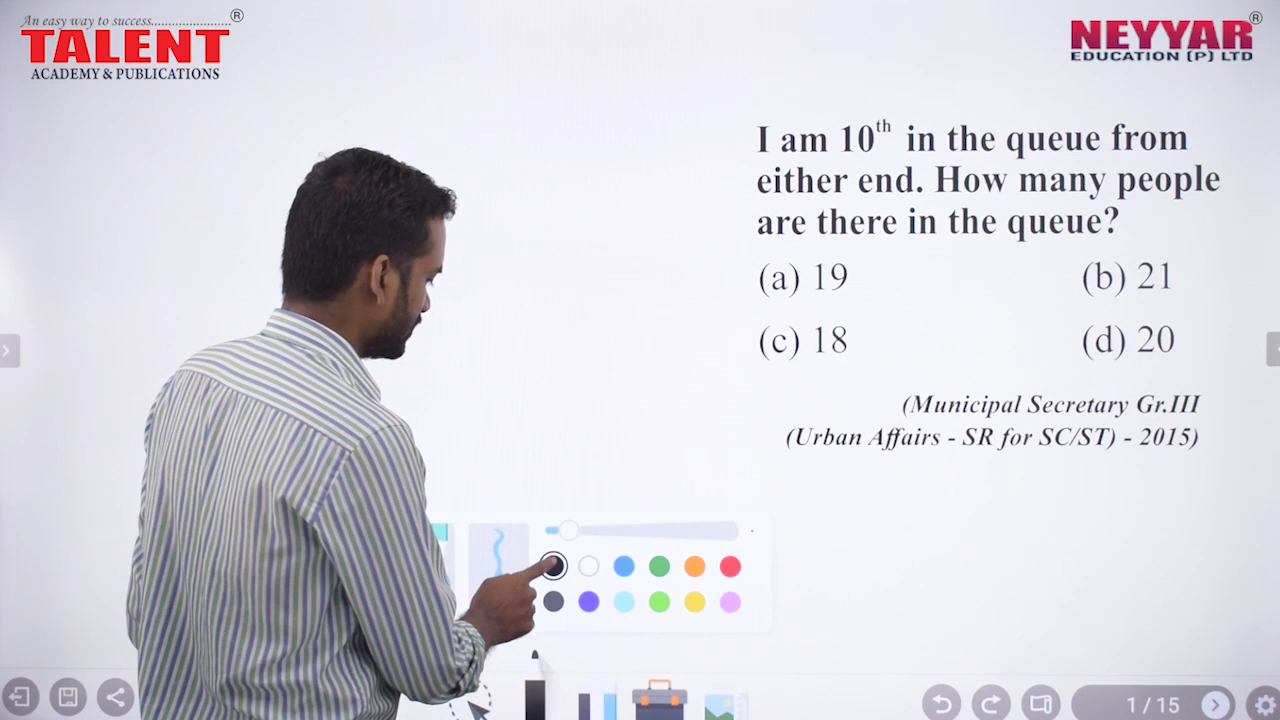 An easy way to success.......................®
TALENT
ACADEMY & PUBLICATIONS
NEYYAR®
EDUCATION (P) LTD
I am 10th in the queue from
either end. How many people
are there in the queue?
(a) 19 (b) 21
(c) 18 (d) 20
(Municipal Secretary Gr.III
(Urban Affairs - SR for SC/ST) - 2015)
1 / 15